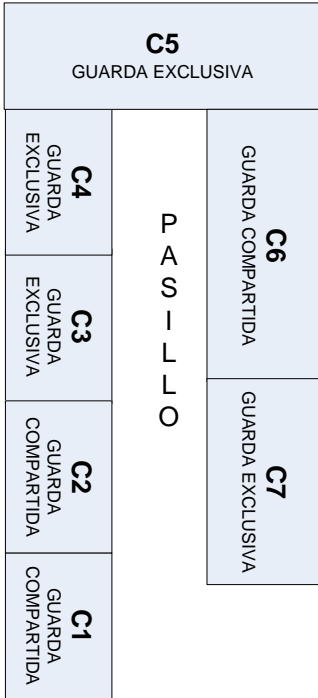 C5
GUARDA EXCLUSIVA
C4
GUARDA
EXCLUSIVA
C3
GUARDA
EXCLUSIVA
C2
GUARDA
COMPARTIDA
C1
GUARDA
COMPARTIDA
PASILLO
C6
GUARDA COMPARTIDA
C7
GUARDA EXCLUSIVA